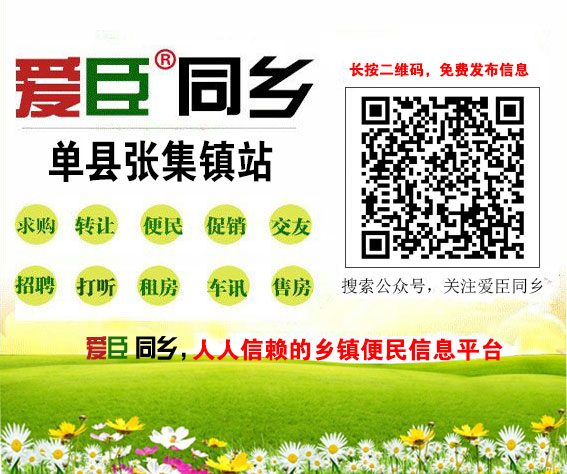 爱臣®同乡
单县张集镇站
求购 转让 便民 促销 交友
招聘 打听 租房 车讯 售房
长按二维码，免费发布信息
搜索公众号，关注爱臣同乡
爱臣同乡，人人信赖的乡镇便民信息平台